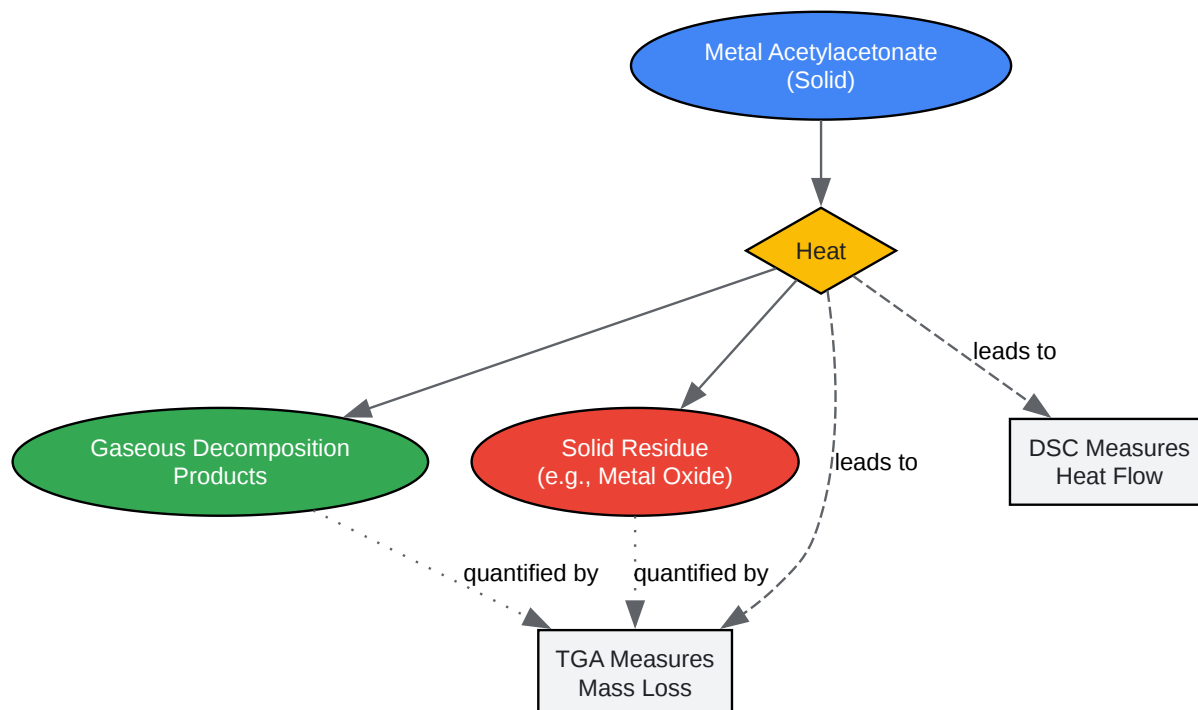 Metal Acetylacetonate
(Solid)
Heat
leads to
Gaseous Decomposition
Products
Solid Residue
(e.g., Metal Oxide)
leads to
DSC Measures
Heat Flow
quantified by
quantified by
TGA Measures
Mass Loss